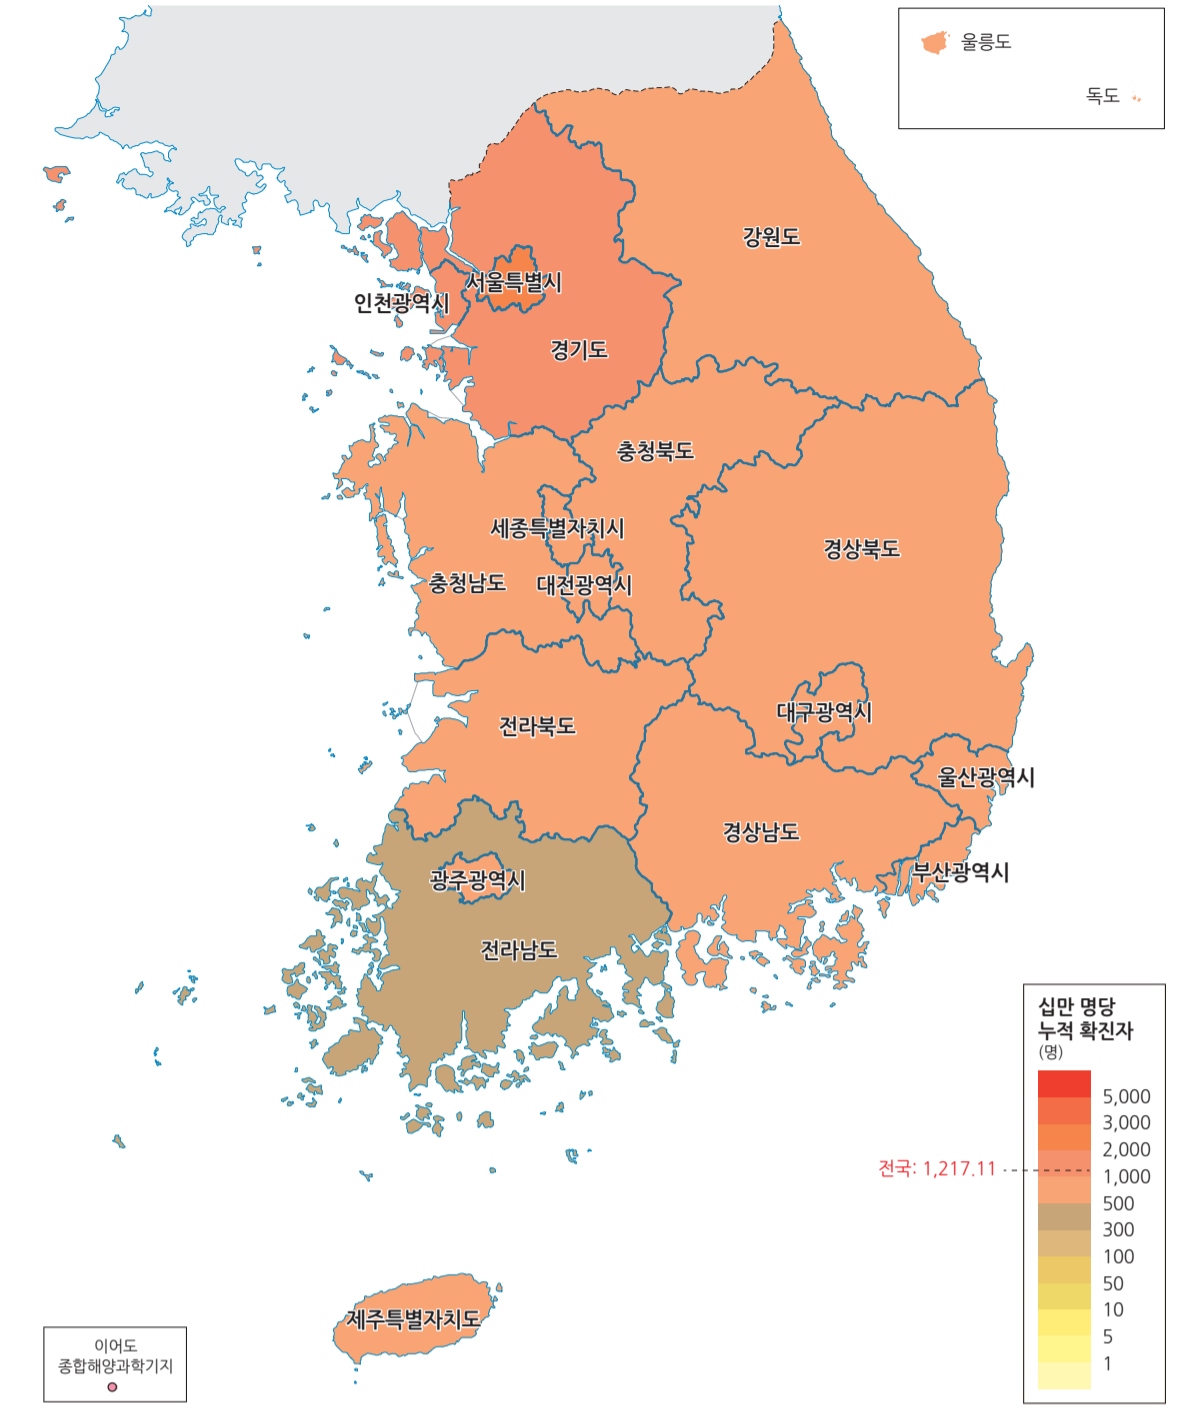 울릉도
독도
강원도
서울특별시
인천광역시
경기도
충청북도
세종특별자치시
경상북도
충청남도
대전광역시
대구광역시
전라북도
울산광역시
경상남도
부산광역시
광주광역시
전라남도
십만 명당
누적 확진자
(명)
5,000
3,000
2,000
전국: 1,217.11
1,000
500
300
100
50
10
5
1
제주특별자치도
이어도
종합해양과학기지